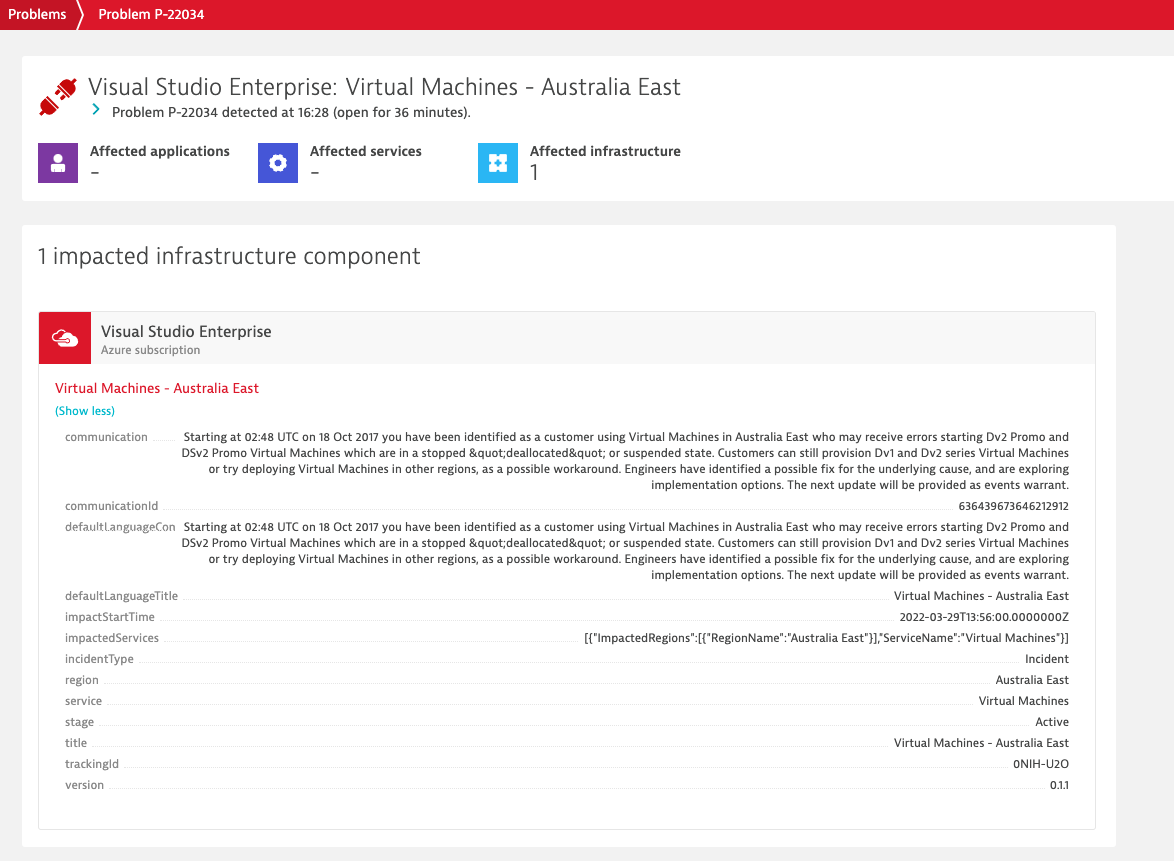 Problems
Problem P-22034
Visual Studio Enterprise: Virtual Machines - Australia East
Problem P-22034 detected at 16:28 (open for 36 minutes).
Affected applications
-
Affected services
-
Affected infrastructure
1
1 impacted infrastructure component
Visual Studio Enterprise
Azure subscription
Virtual Machines - Australia East
(Show less)
communication
Starting at 02:48 UTC on 18 Oct 2017 you have been identified as a customer using Virtual Machines in Australia East who may receive errors starting Dv2 Promo and
DSv2 Promo Virtual Machines which are in a stopped &quot;deallocated&quot; or suspended state. Customers can still provision Dv1 and Dv2 series Virtual Machines
or try deploying Virtual Machines in other regions, as a possible workaround. Engineers have identified a possible fix for the underlying cause, and are exploring
implementation options. The next update will be provided as events warrant.
communicationId 636439673646212912
defaultLanguageCon
Starting at 02:48 UTC on 18 Oct 2017 you have been identified as a customer using Virtual Machines in Australia East who may receive errors starting Dv2 Promo and
DSv2 Promo Virtual Machines which are in a stopped &quot;deallocated&quot; or suspended state. Customers can still provision Dv1 and Dv2 series Virtual Machines
or try deploying Virtual Machines in other regions, as a possible workaround. Engineers have identified a possible fix for the underlying cause, and are exploring
implementation options. The next update will be provided as events warrant.
defaultLanguageTitle Virtual Machines - Australia East
impactStartTime 2022-03-29T13:56:00.0000000Z
impactedServices [{"ImpactedRegions":[{"RegionName":"Australia East"}],"ServiceName":"Virtual Machines"}]
incidentType Incident
region Australia East
service Virtual Machines
stage Active
title Virtual Machines - Australia East
trackingId 0NIH-U2O
version 0.1.1